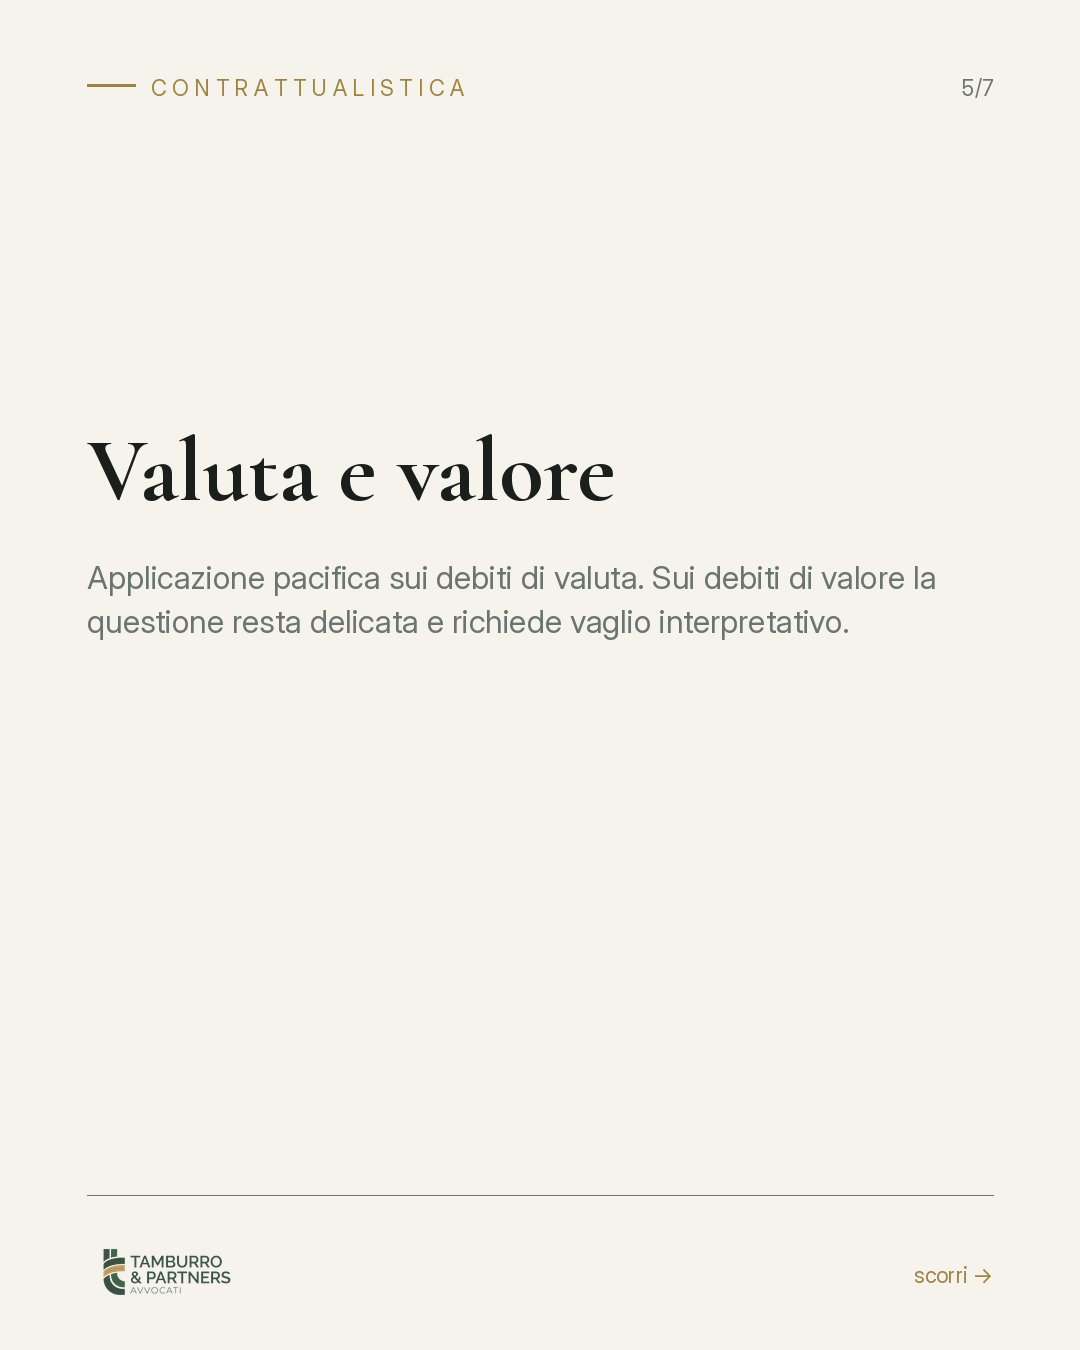 CONTRATTUALISTICA
5/7
Valuta e valore
Applicazione pacifica sui debiti di valuta. Sui debiti di valore la
questione resta delicata e richiede vaglio interpretativo.
TAMBURRO
& PARTNERS
AVVOCATI
scorri →